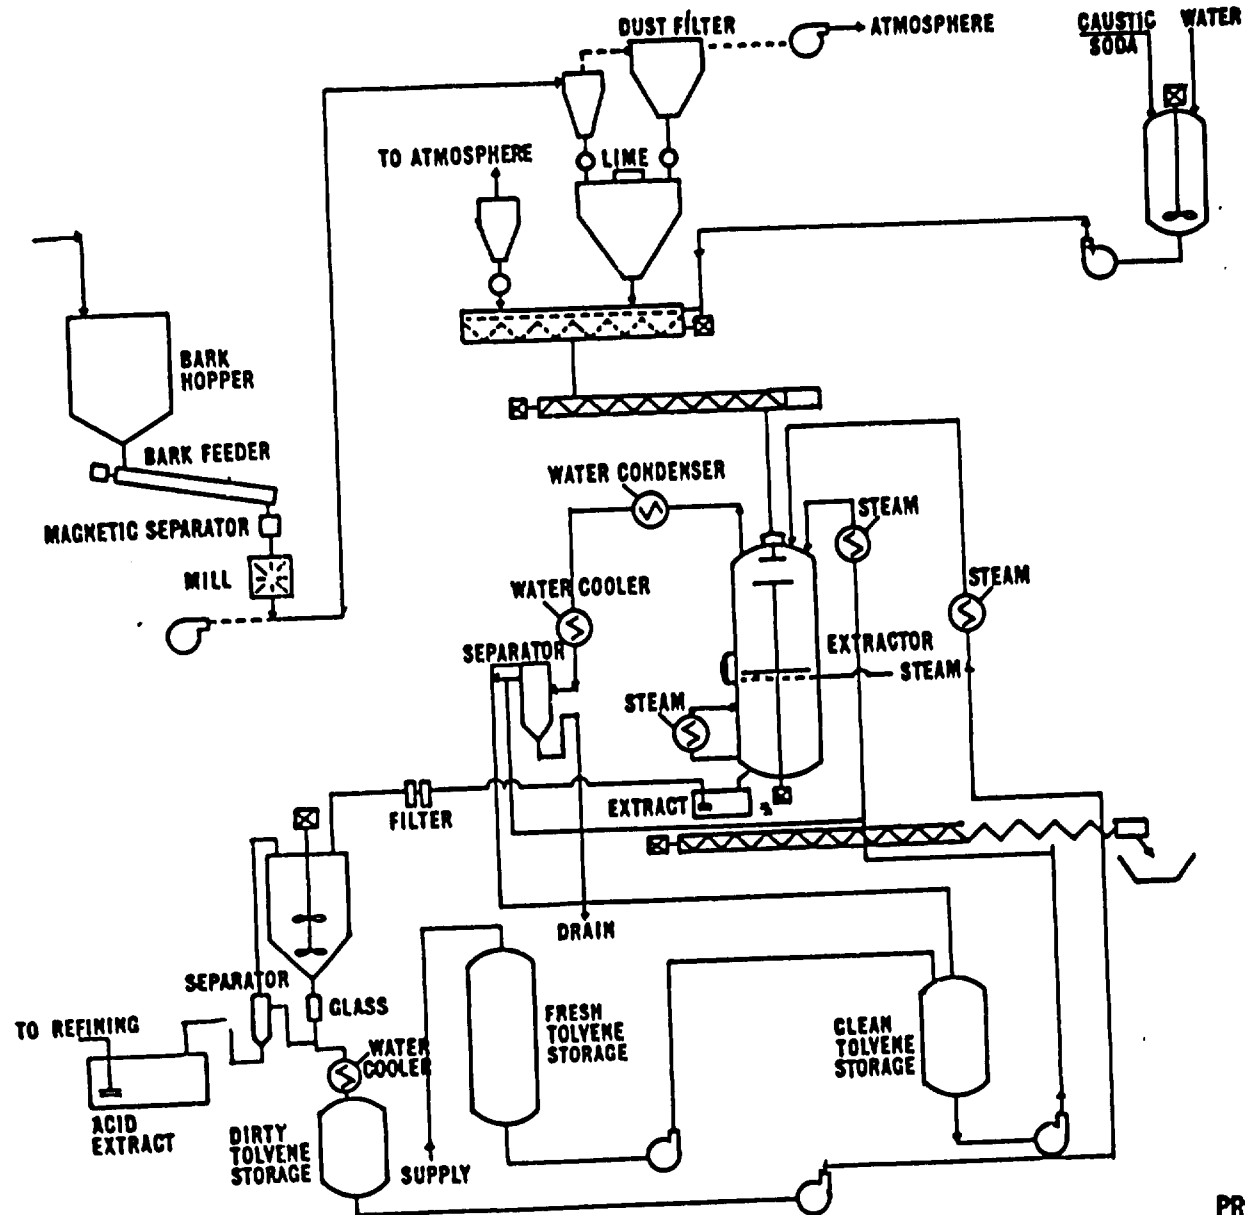 DUST FILTER
ATMOSPHERE
CAUSTIC WATER
SODA
TO ATMOSPHERE
LIME
BARK
HOPPER
BARK FEEDER
MAGNETIC SEPARATOR
MILL
WATER CONDENSER
STEAM
WATER COOLER
STEAM
SEPARATOR
EXTRACTOR
STEAM
STEAM
EXTRACT
FILTER
DRAIN
SEPARATOR
GLASS
TO REFINING
WATER
COOLER
FRESH
TOLVENE
STORAGE
CLEAN
TOLVENE
STORAGE
ACID
EXTRACT
DIRTY
TOLVENE
STORAGE
SUPPLY
PR